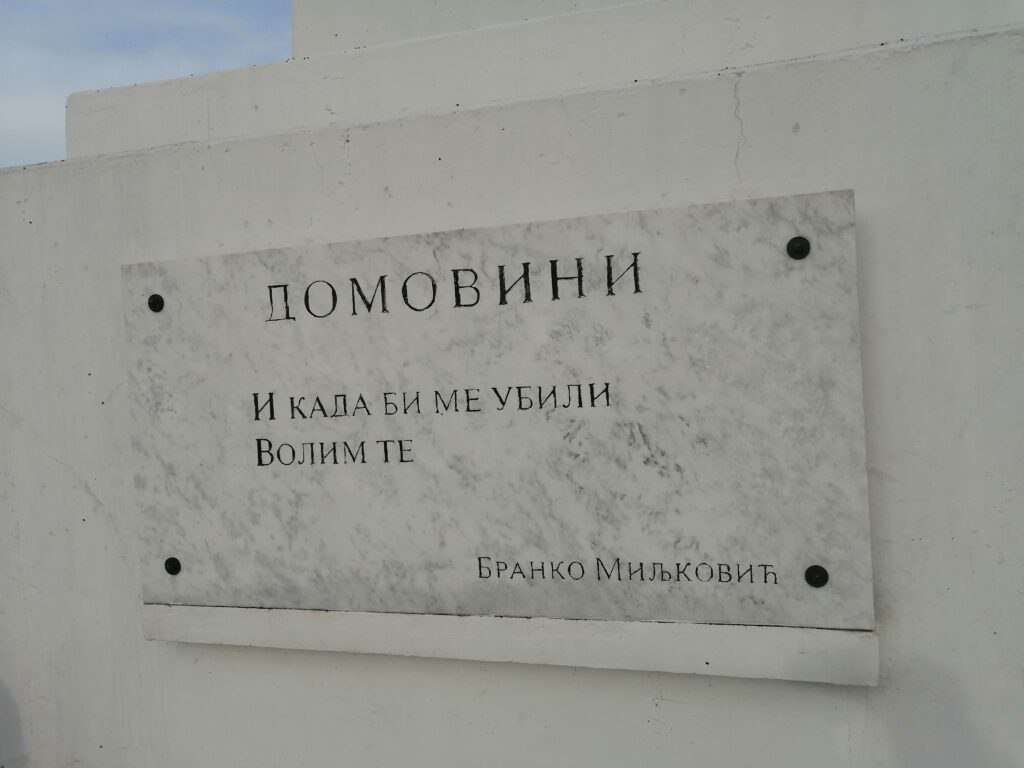 ДОМОВИНИ
И КАДА БИ МЕ УБИЛИ
ВОЛИМ ТЕ
БРАНКО МИЉКОВИЋ